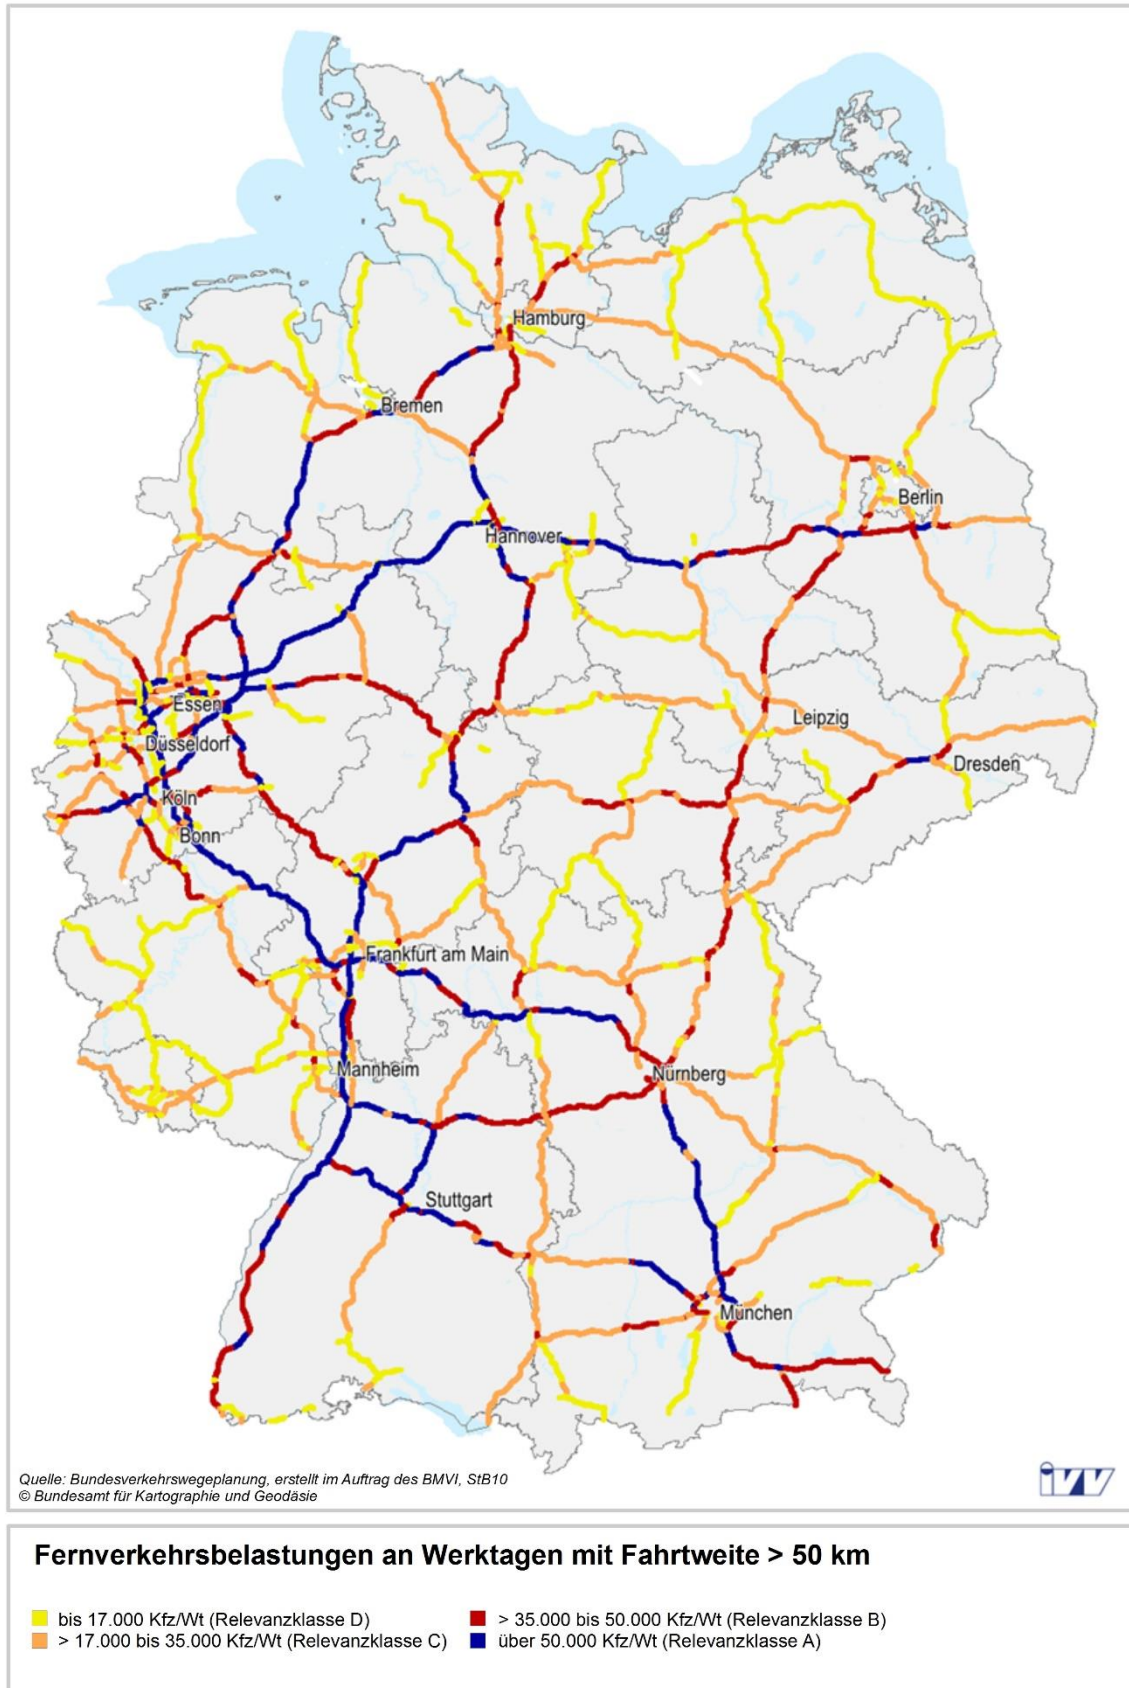 Hamburg
Bremen
Berlin
Hannover
Essen
Leipzig
Düsseldorf
Dresden
Köln
Bonn
Frankfurt am Main
Mannheim
Nürnberg
Stuttgart
München
Quelle: Bundesverkehrswegeplanung, erstellt im Auftrag des BMVI, StB10
© Bundesamt für Kartographie und Geodäsie
ivv
Fernverkehrsbelastungen an Werktagen mit Fahrtweite > 50 km
bis 17.000 Kfz/Wt (Relevanzklasse D)
> 35.000 bis 50.000 Kfz/Wt (Relevanzklasse B)
> 17.000 bis 35.000 Kfz/Wt (Relevanzklasse C)
über 50.000 Kfz/Wt (Relevanzklasse A)